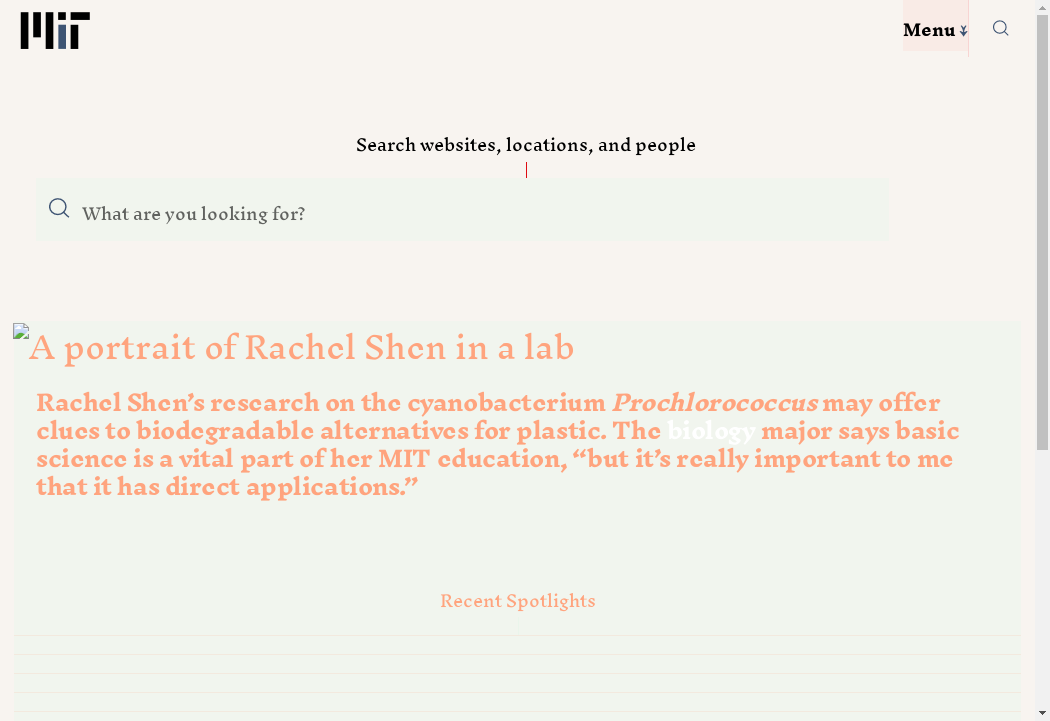 MIT
Menu
Search websites, locations, and people
What are you looking for?
A portrait of Rachel Shen in a lab
Rachel Shen’s research on the cyanobacterium Prochlorococcus may offer
clues to biodegradable alternatives for plastic. The biology major says basic
science is a vital part of her MIT education, “but it’s really important to me
that it has direct applications.”
Recent Spotlights